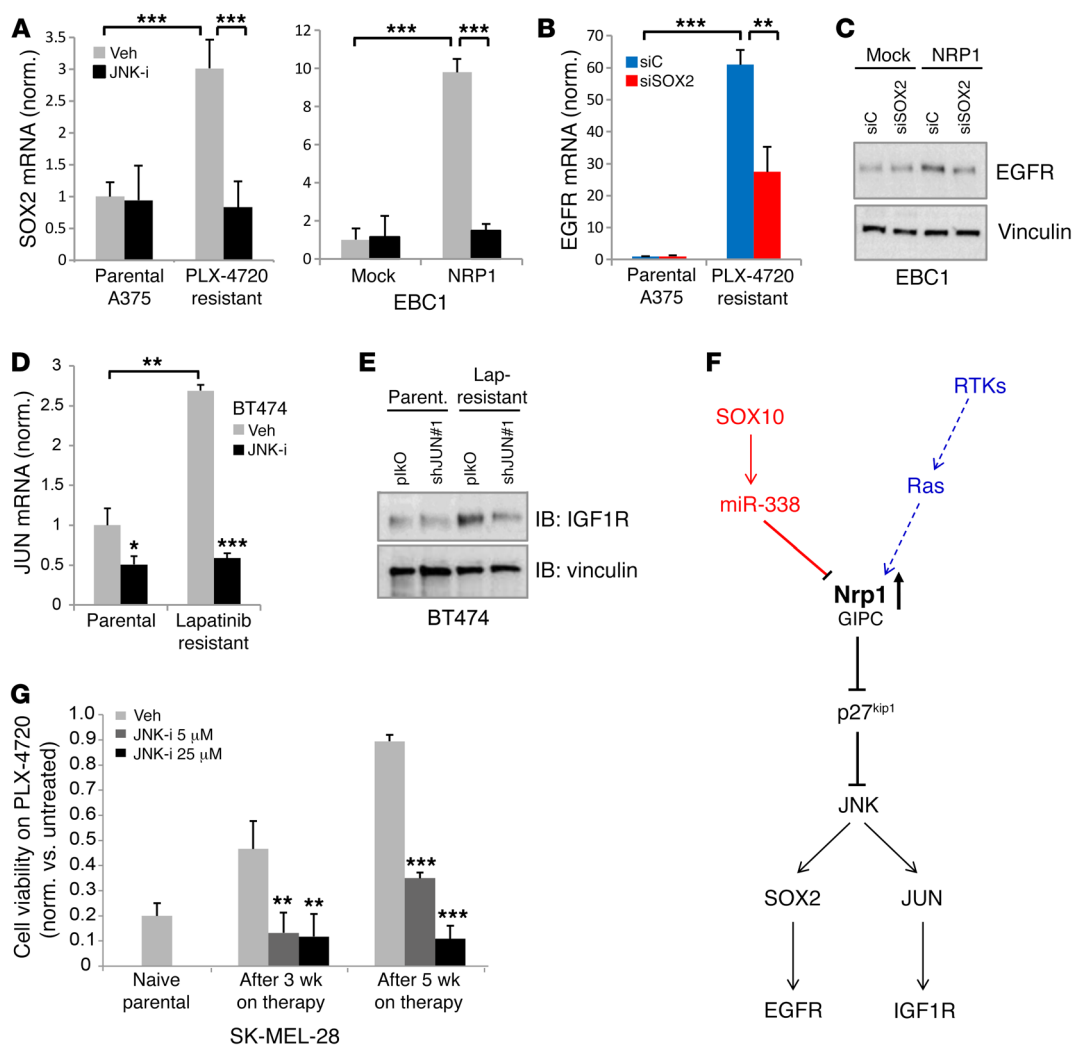 A
SOX2 mRNA (norm.)
3.5
3
2.5
2
1.5
1
0.5
0
Veh
JNK-i
***
***
Parental
A375
PLX-4720
resistant
12
10
8
6
4
2
0
***
***
Mock
NRP1
EBC1
B
EGFR mRNA (norm.)
70
60
50
40
30
20
10
0
siC
siSOX2
***
**
Parental
A375
PLX-4720
resistant
C
Mock
NRP1
siC
siSOX2
siC
siSOX2
EGFR
Vinculin
EBC1
D
JUN mRNA (norm.)
3
2.5
2
1.5
1
0.5
0
**
BT474
Veh
JNK-i
*
***
Parental
Lapatinib
resistant
E
Parent.
Lap-
resistant
plkO
shJUN#1
plkO
shJUN#1
IB: IGF1R
IB: vinculin
BT474
F
RTKs
SOX10
Ras
miR-338
Nrp1
GIPC
p27kip1
JNK
SOX2
JUN
EGFR
IGF1R
G
Cell viability on PLX-4720
(norm. vs. untreated)
1.0
0.9
0.8
0.7
0.6
0.5
0.4
0.3
0.2
0.1
0
Veh
JNK-i 5 μM
JNK-i 25 μM
**
**
***
***
Naive
parental
After 3 wk
on therapy
After 5 wk
on therapy
SK-MEL-28